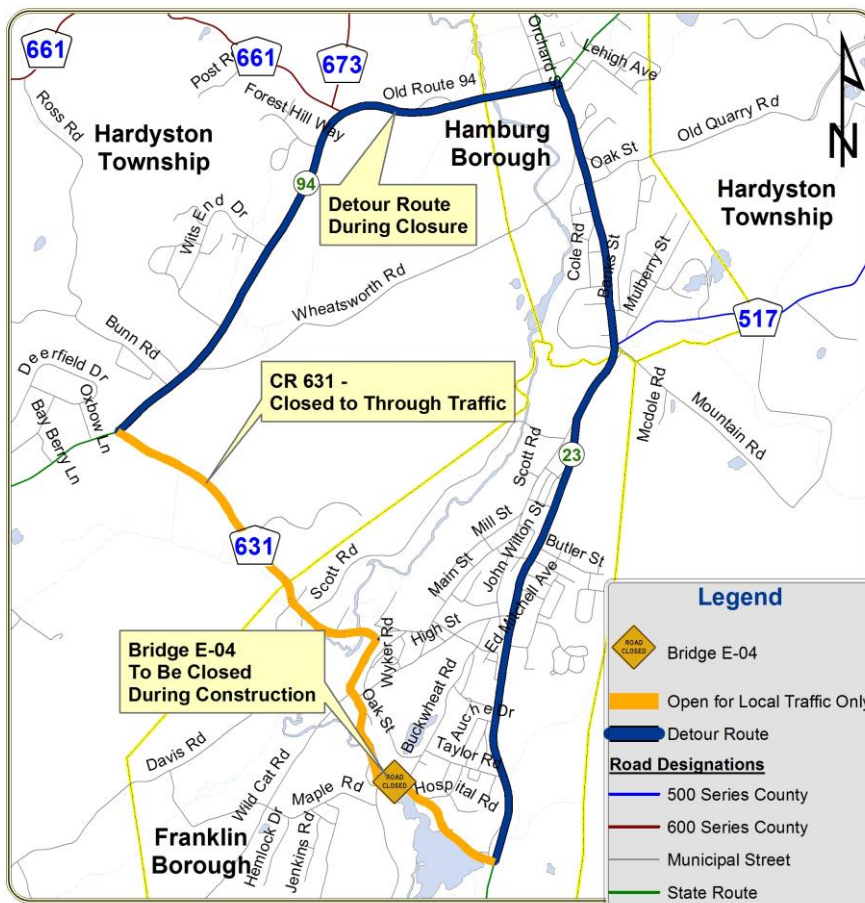 661
661
673
Post Rd
Orchard St
Lehigh Ave
Ross Rd
Old Route 94
Forest Hill Way
Hardyston
Township
Hamburg
Borough
Old Quarry Rd
N
Oak St
94
Detour Route
During Closure
Hardyston
Township
Wits End Dr
Cole Rd
Banks St
Mulberry St
Wheatsworth Rd
517
Bunn Rd
Deerfield Dr
Oxbow Ln
Bay Berry Ln
CR 631 -
Closed to Through Traffic
Mcdole Rd
Mountain Rd
Scott Rd
23
Mill St
John Wilton St
Main St
Butler St
631
Scott Rd
Ed Mitchell Ave
High St
Wyker Rd
Bridge E-04
To Be Closed
During Construction
Oak St
Buckwheat Rd
Auche Dr
Taylor Rd
Davis Rd
Wild Cat Rd
Maple Rd
ROAD
CLOSED
Hospital Rd
Franklin
Borough
Hemlock Dr
Jenkins Rd
Legend
ROAD
CLOSED
Bridge E-04
Open for Local Traffic Only
Detour Route
Road Designations
500 Series County
600 Series County
Municipal Street
State Route